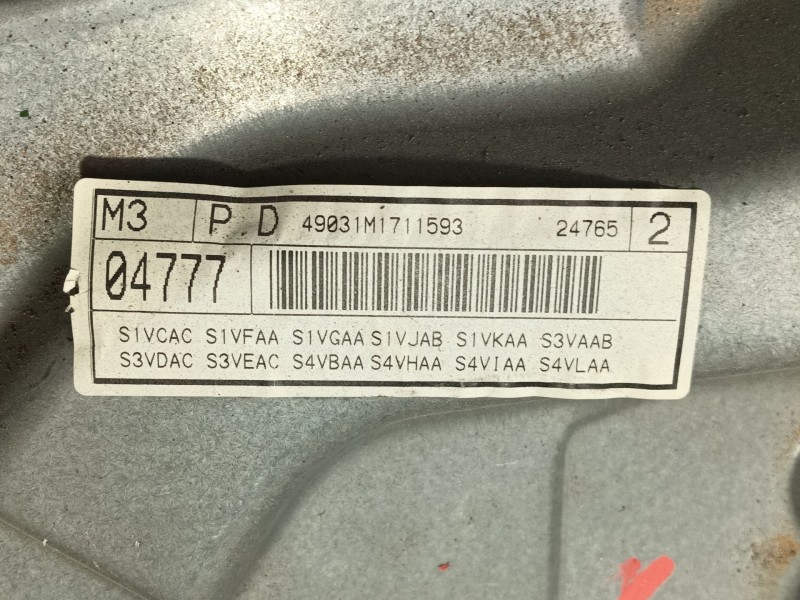 M3 P.D 49031M1711593 24765 2
04777
S1VCAC S1VFAA S1VGAA S1VJAB S1VKAA S3VAAB
S3VDAC S3VEAC S4VBAA S4VHAA S4VIAA S4VLAA